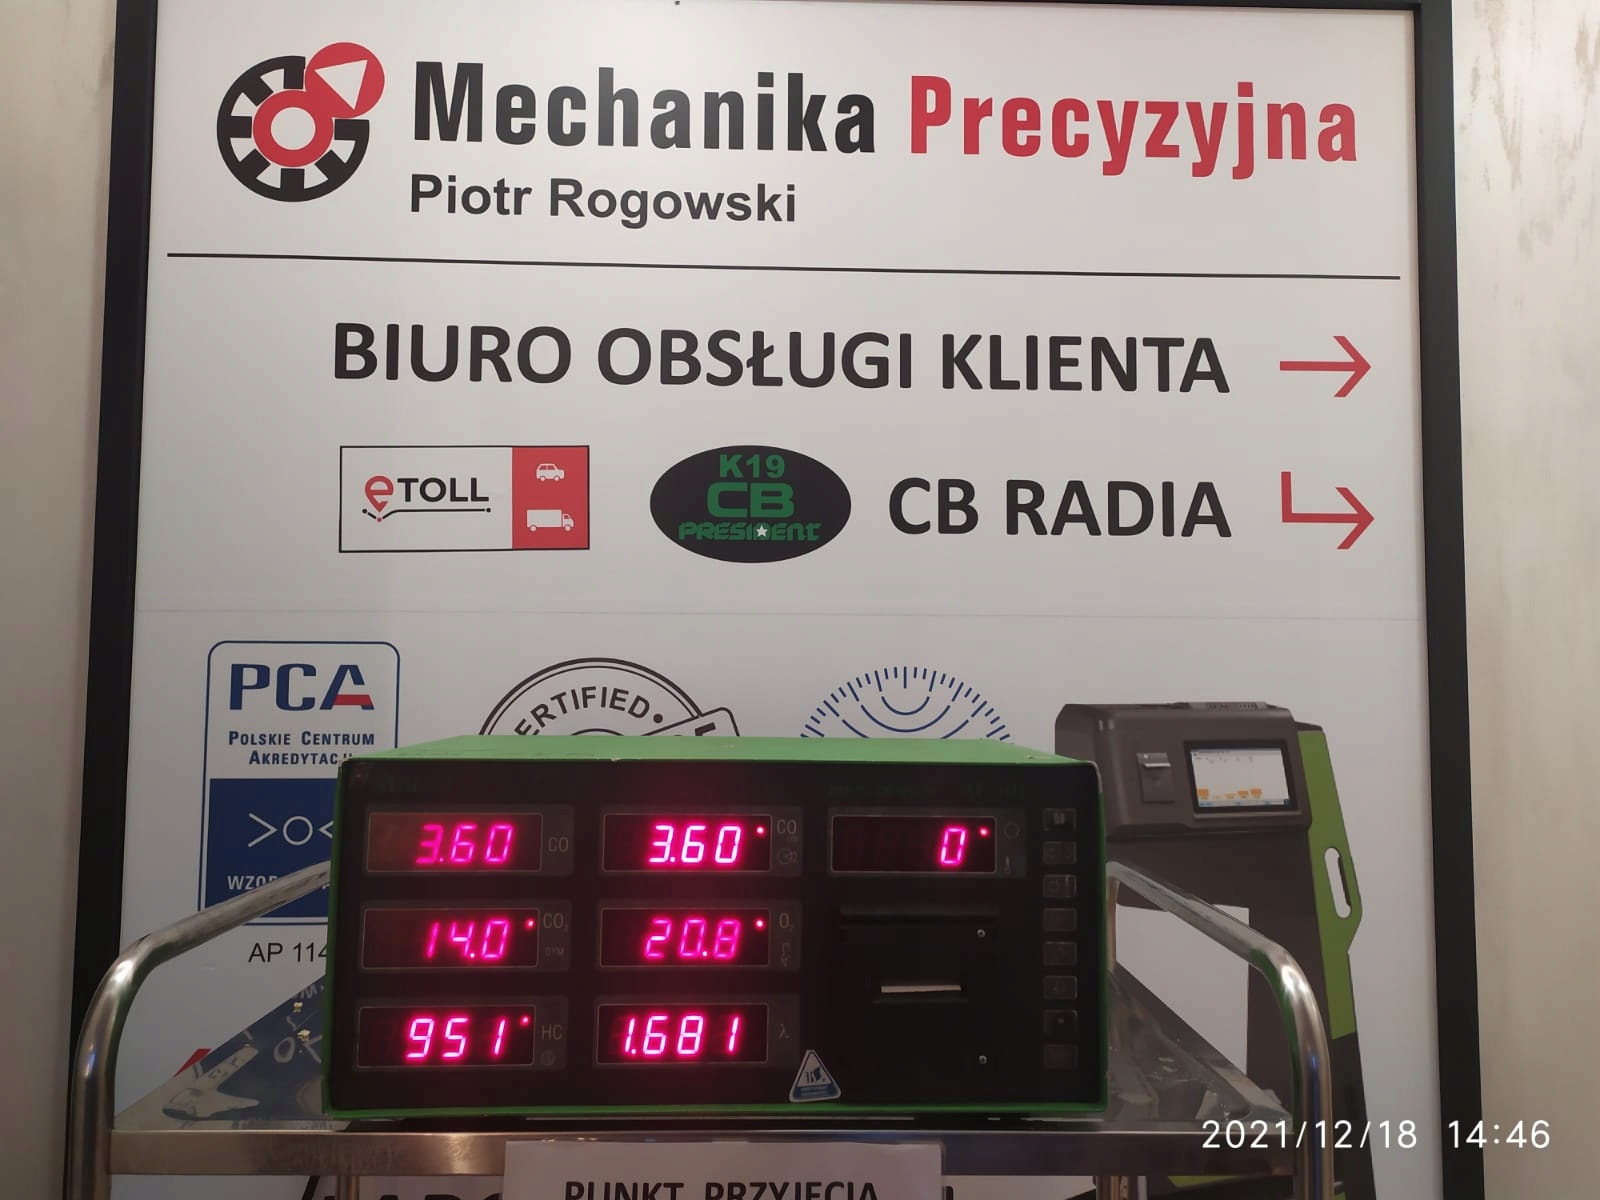 Mechanika Precyzyjna
Piotr Rogowski
BIURO OBSŁUGI KLIENTA
eTOLL
K19
CB
PRESIDENT
CB RADIA
PCA
POLSKIE CENTRUM
AKREDYTACJI
CERTIFIED
AP 114
3.60 CO
3.60 CO
0
14.0 CO₂
20.8 O₂
951 HC
1.681 λ
2021/12/18 14:46
PUNKT PRZYJĘCIA